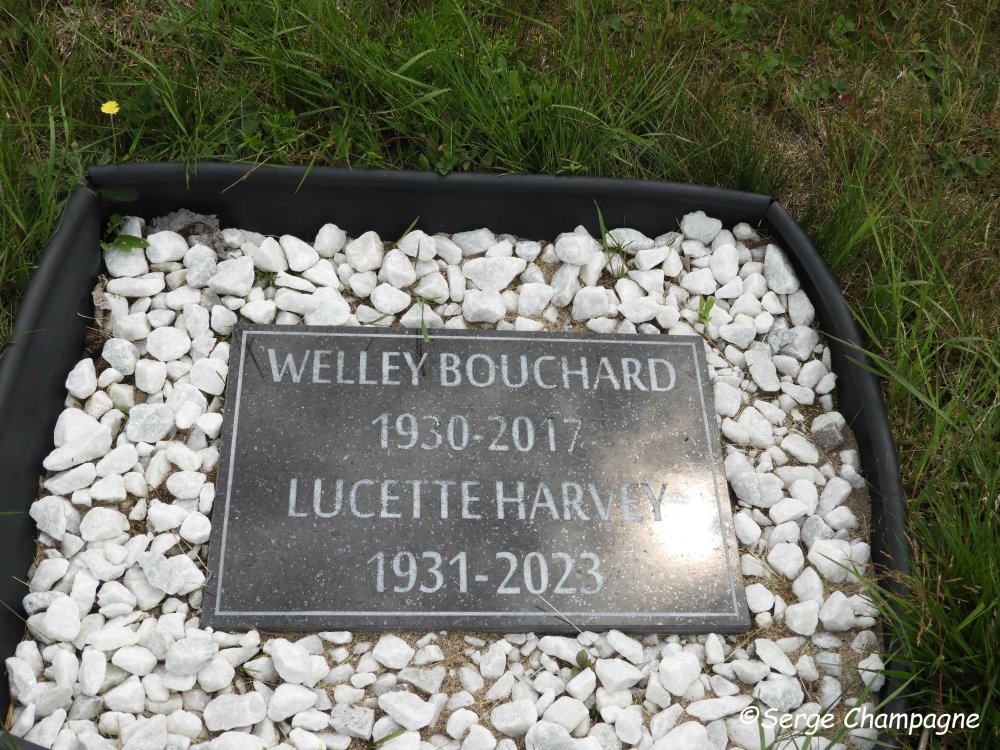 WELLEY BOUCHARD
1930-2017
LUCETTE HARVEY
1931-2023
©Serge Champagne